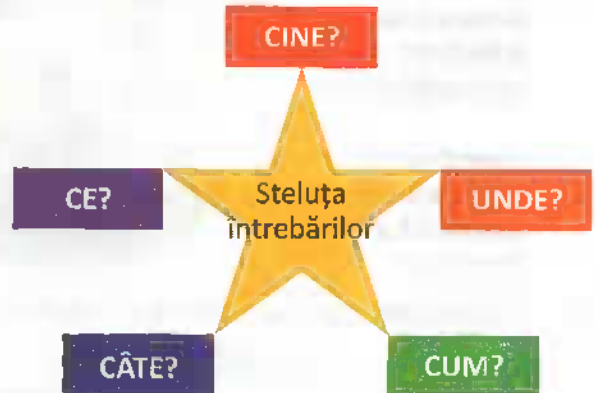 CINE?
CE?
Steluța
întrebărilor
UNDE?
CÂTE?
CUM?